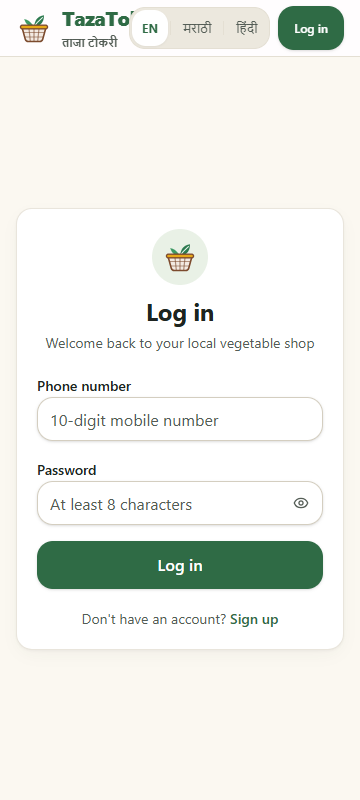 EN
मराठी
हिंदी
Log in
ताजा टोकरी
Log in
Welcome back to your local vegetable shop
Phone number
10-digit mobile number
Password
At least 8 characters
Log in
Don't have an account? Sign up